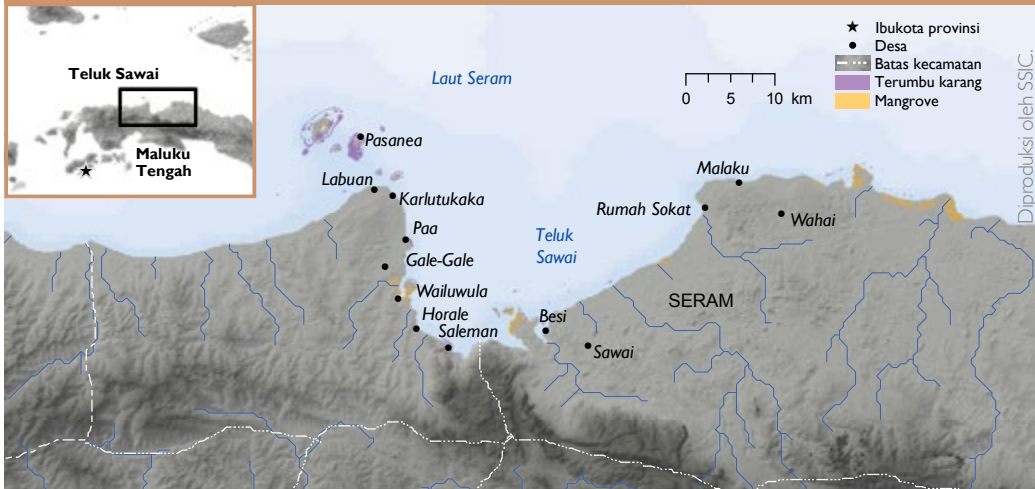 Teluk Sawai
Maluku
Tengah
Laut Seram
0 5 10 km
Ibukota provinsi
Desa
Batas kecamatan
Terumbu karang
Mangrove
Diproduksi oleh SSIC.
Pasanea
Labuan
Karlutukaka
Paa
Gale-Gale
Wailuwula
Horale
Saleman
Teluk
Sawai
Besi
Sawai
Malaku
Rumah Sokat
Wahai
SERAM